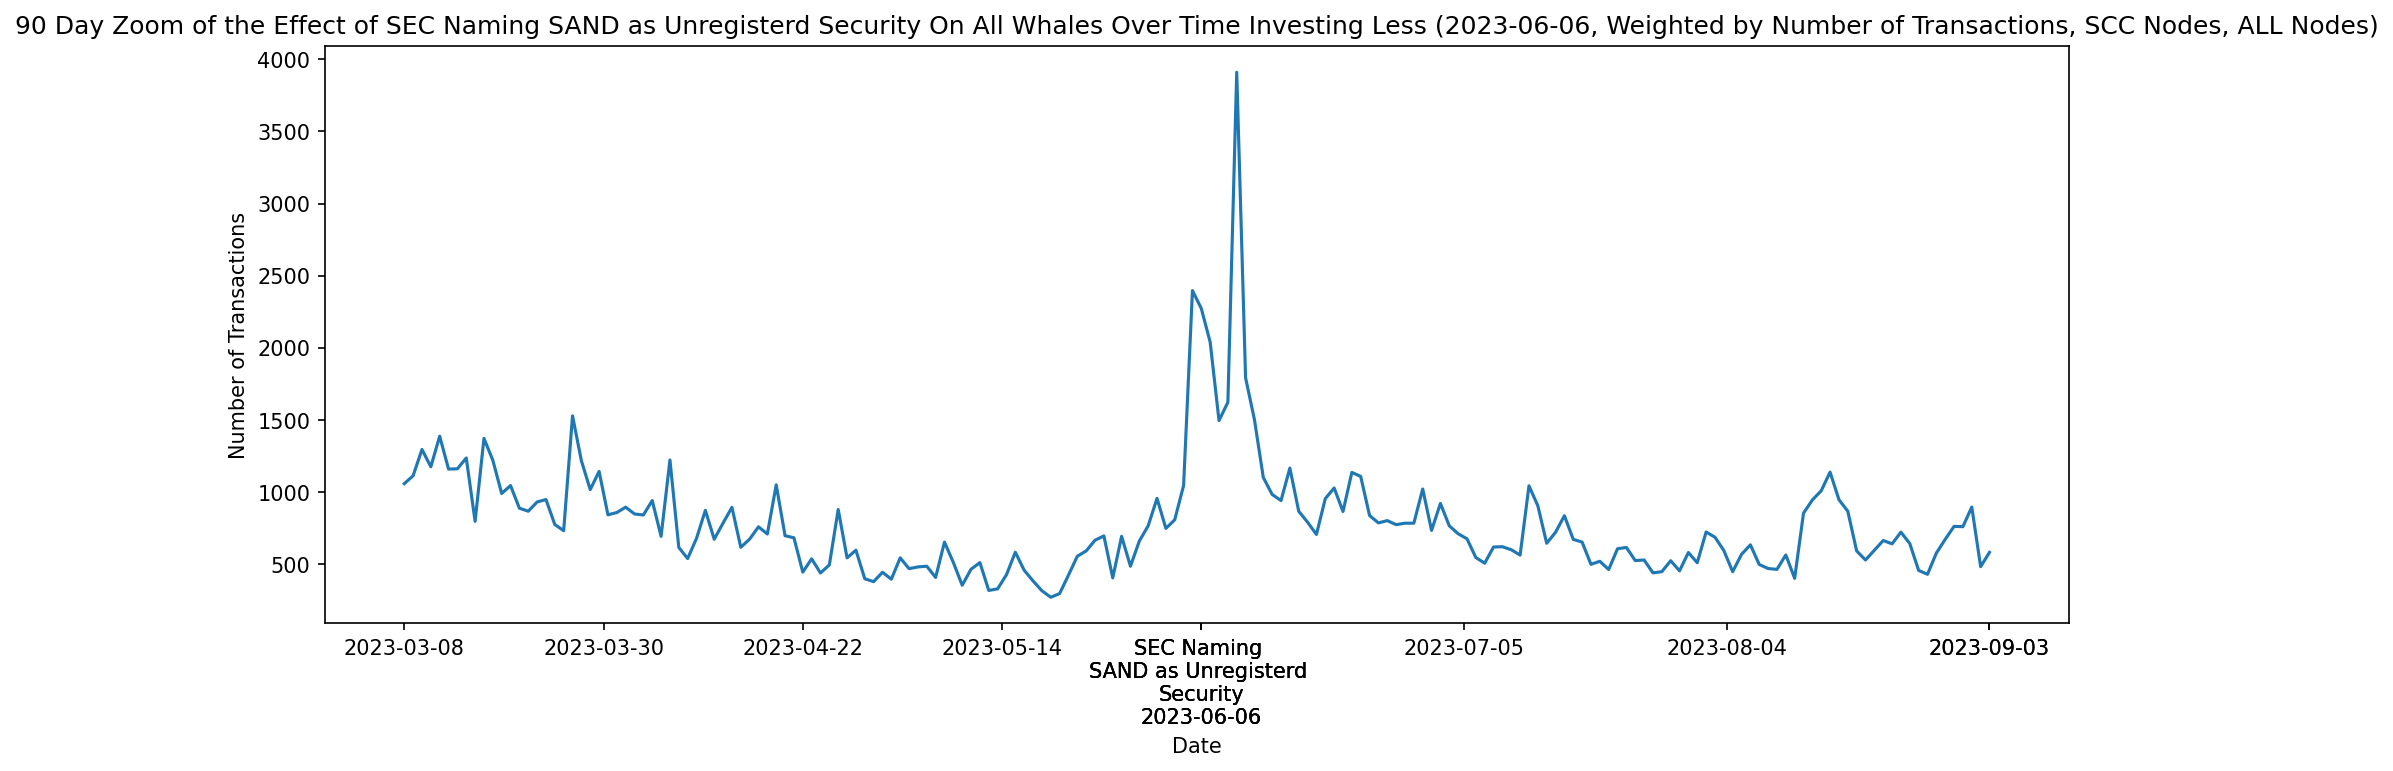 90 Day Zoom of the Effect of SEC Naming SAND as Unregisterd Security On All Whales Over Time Investing Less (2023-06-06, Weighted by Number of Transactions, SCC Nodes, ALL Nodes)
4000
3500
3000
2500
2000
1500
1000
500
Number of Transactions
2023-03-08
2023-03-30
2023-04-22
2023-05-14
SEC Naming
SAND as Unregisterd
Security
2023-06-06
2023-07-05
2023-08-04
2023-09-03
Date